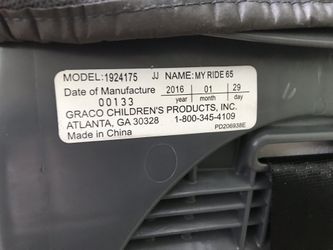 MODEL: 1924175 JJ NAME: MY RIDE 65
Date of Manufacture 2016 01 29
00133 year month day
GRACO CHILDREN'S PRODUCTS, INC.
ATLANTA, GA 30328 1-800-345-4109
Made in China PD206938E